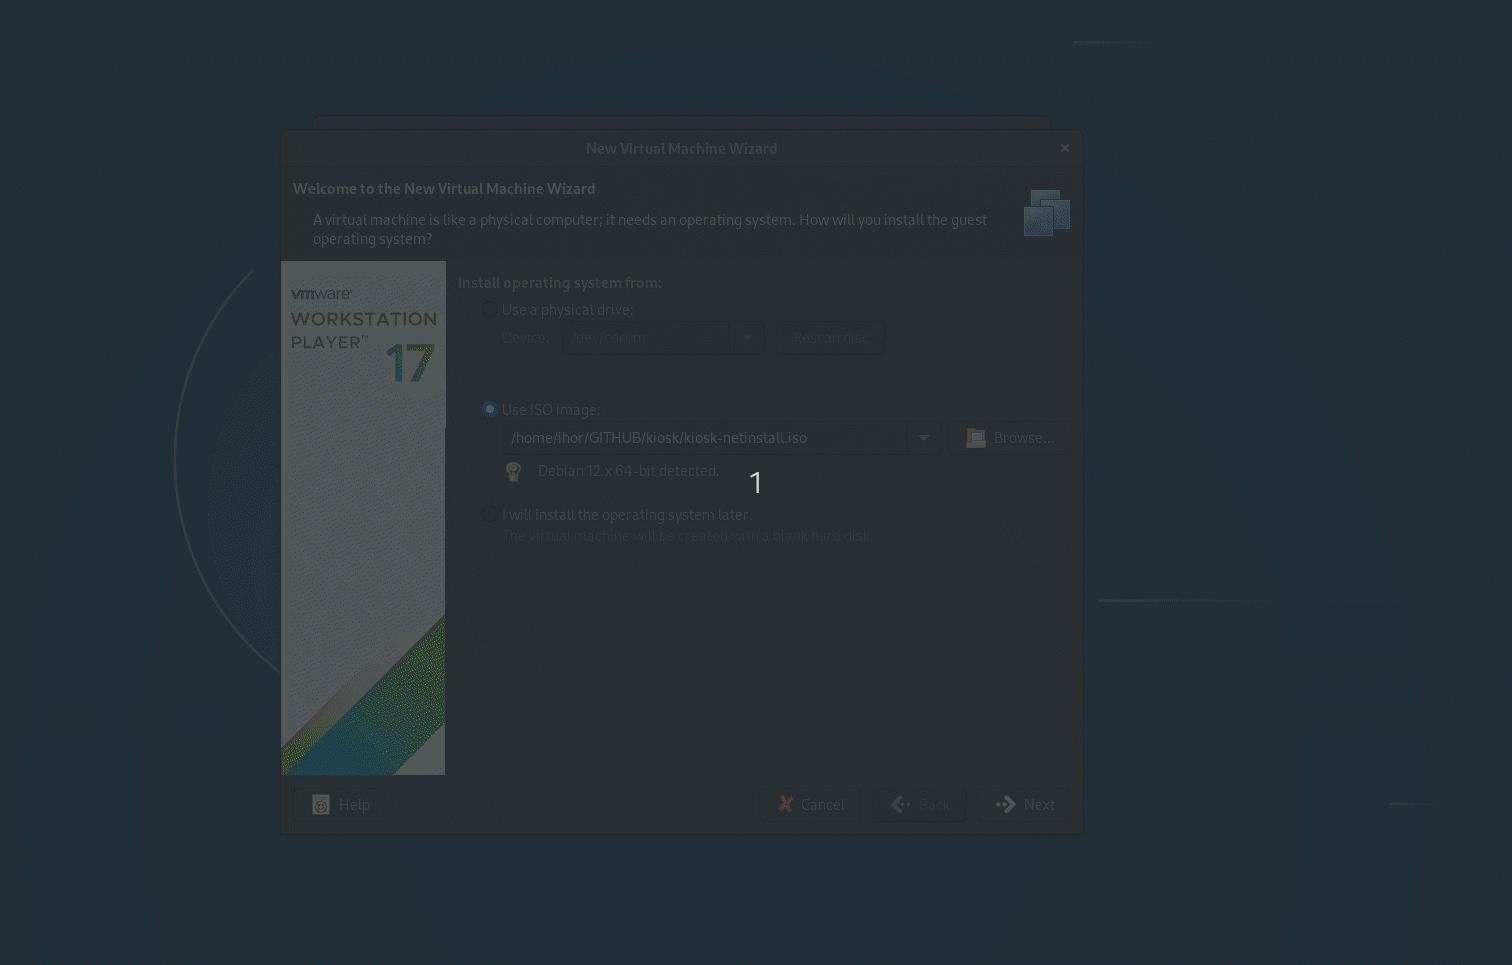 New Virtual Machine Wizard
×
Welcome to the New Virtual Machine Wizard
A virtual machine is like a physical computer; it needs an operating system. How will you install the guest
operating system?
vmware
WORKSTATION
PLAYER™
17
Install operating system from:
Use a physical drive:
Device: /dev/cdrom Rescan disc
Use ISO image:
/home/ihor/GITHUB/kiosk/kiosk-netinstall.iso Browse...
Debian 12.x 64-bit detected.
1
I will install the operating system later.
The virtual machine will be created with a blank hard disk.
Help Cancel Back Next